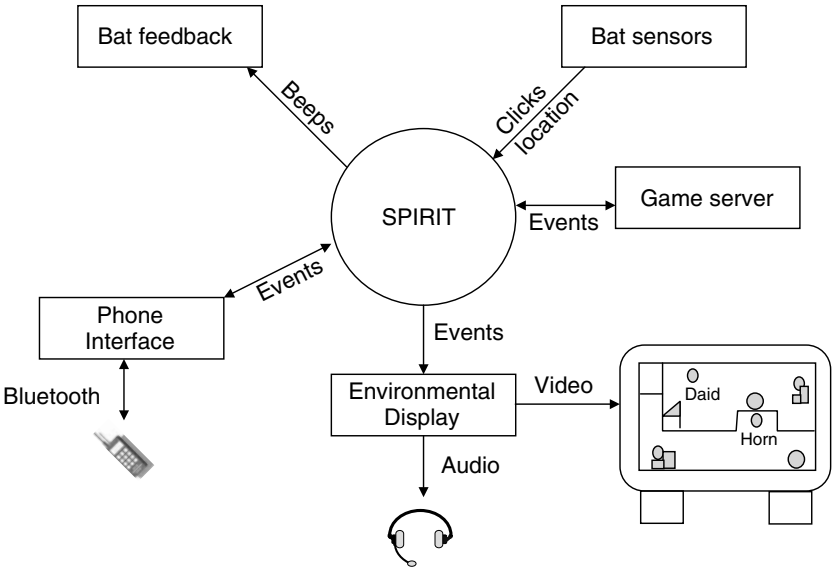 Bat feedback
Bat sensors
Beeps
Clicks
location
SPIRIT
Game server
Events
Events
Phone
Interface
Events
Bluetooth
Environmental
Display
Video
Daid
Horn
Audio